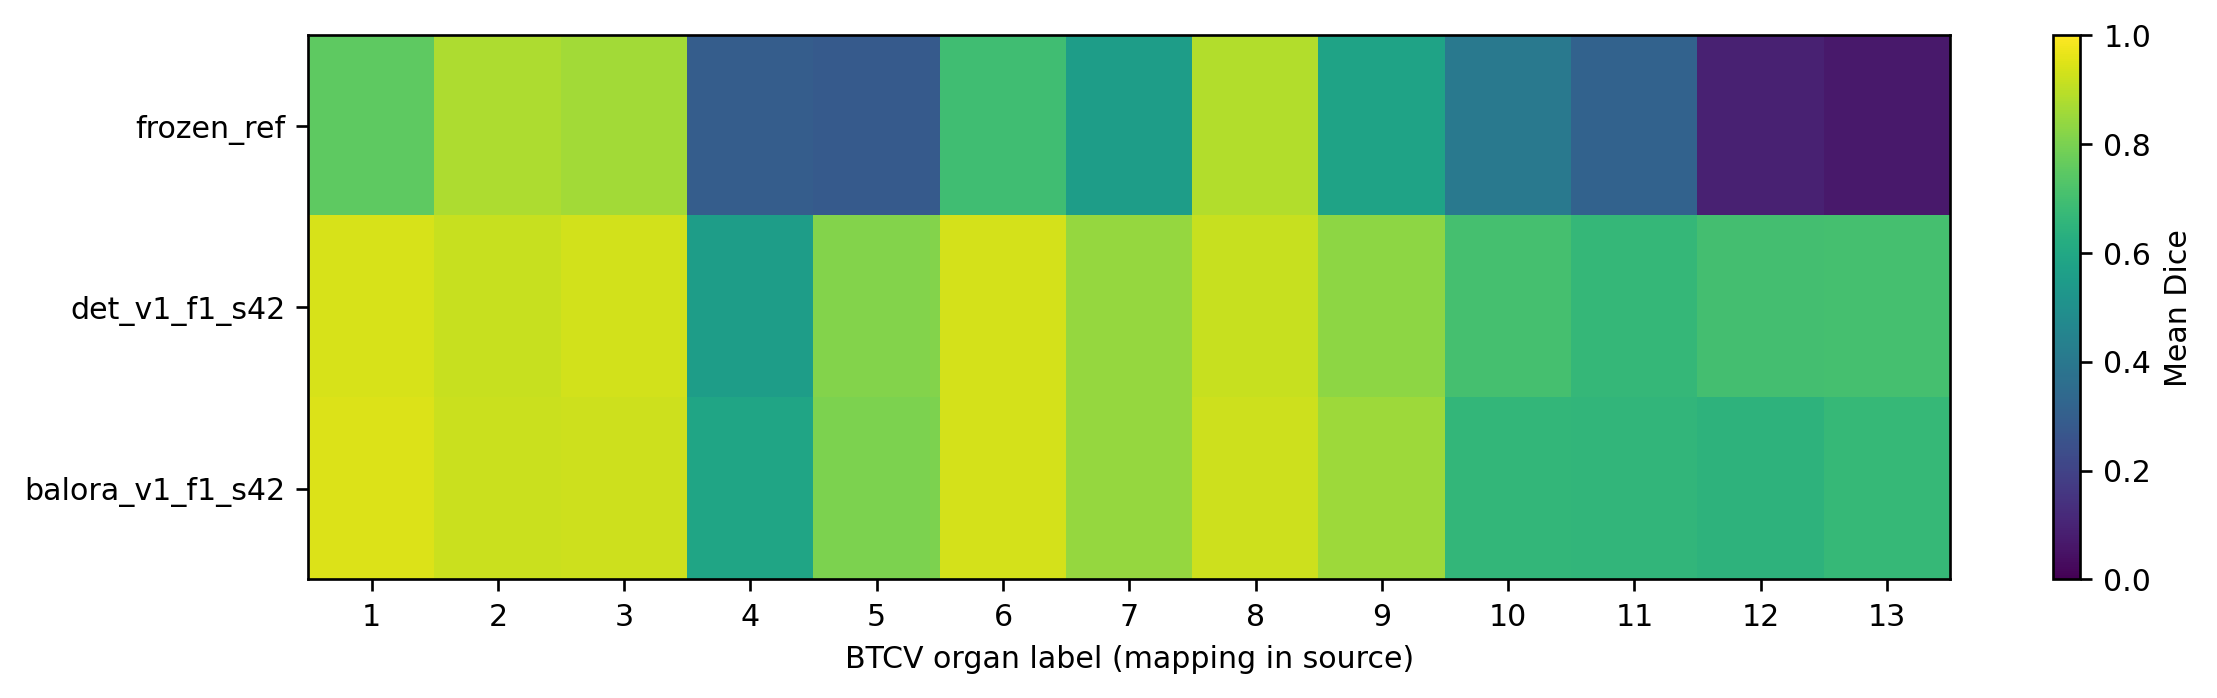 frozen_ref
det_v1_f1_s42
balora_v1_f1_s42
1 2 3 4 5 6 7 8 9 10 11 12 13
BTCV organ label (mapping in source)
1.0
0.8
0.6
0.4
0.2
0.0
Mean Dice